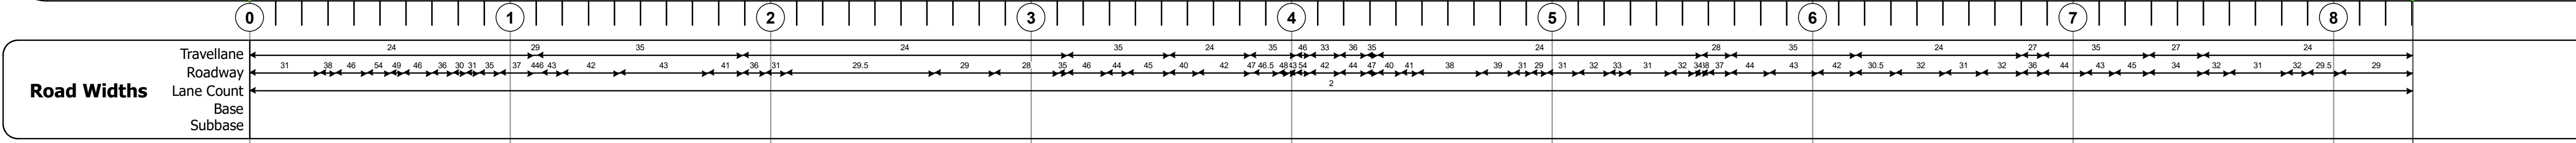 0 1 2 3 4 5 6 7 8
Travellane 24 29 35 24 35 24 35 46 33 36 35 24 28 35 24 27 35 27 24
Roadway 31 38 46 54 49 46 36 30 31 35 37 446 43 42 43 41 36 31 29.5 29 28 35 46 44 45 40 42 47 46.5 48 43 54 42 44 47 40 41 38 39 31 29 31 32 33 31 32 34 37 44 43 42 30.5 32 31 32 36 44 43 45 34 32 31 32 29.5 29
Road Widths
Lane Count 2
Base
Subbase